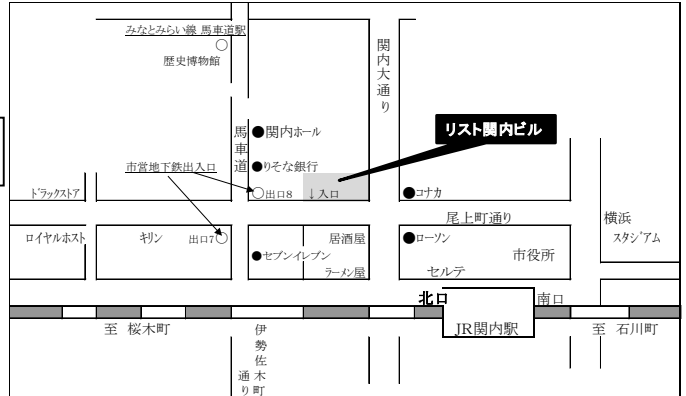 みなとみらい線 馬車道駅
歴史博物館
関内大通り
馬車道
●関内ホール
リスト関内ビル
●りそな銀行
市営地下鉄出入口
ドラックストア
○出口8
↓入口
●コナカ
尾上町通り
横浜
スタジアム
ロイヤルホスト
キリン
出口7○
居酒屋
●ローソン
市役所
●セブンイレブン
ラーメン屋
セルテ
北口
南口
至 桜木町
伊勢佐木町通り
JR関内駅
至 石川町